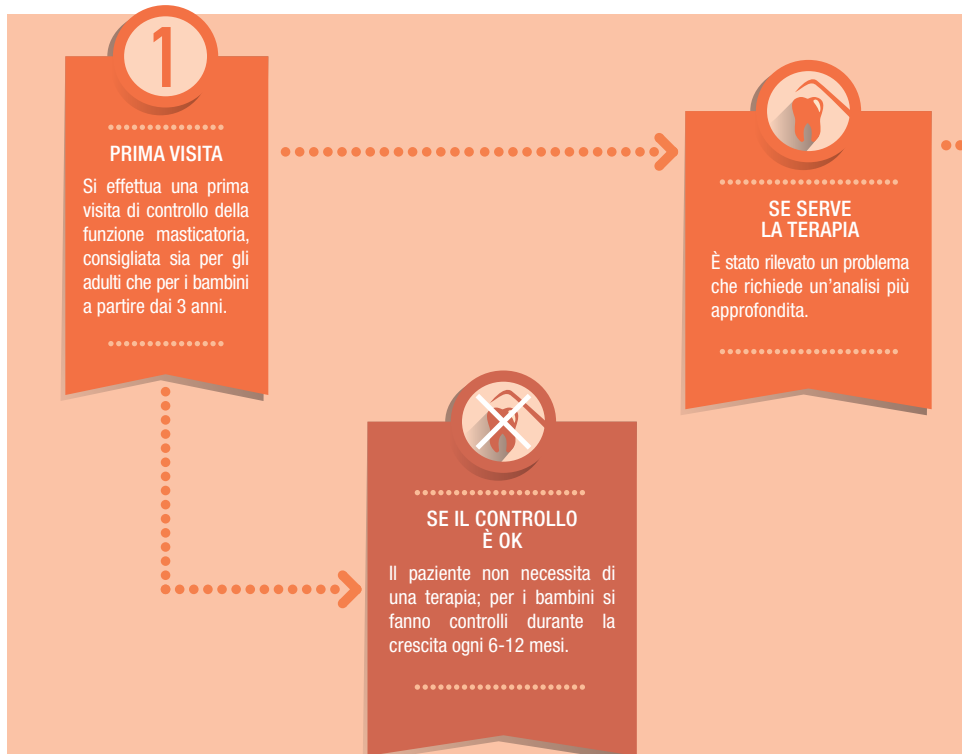 1
PRIMA VISITA
Si effettua una prima
visita di controllo della
funzione masticatoria,
consigliata sia per gli
adulti che per i bambini
a partire dai 3 anni.
SE SERVE
LA TERAPIA
È stato rilevato un problema
che richiede un’analisi più
approfondita.
SE IL CONTROLLO
È OK
Il paziente non necessita di
una terapia; per i bambini si
fanno controlli durante la
crescita ogni 6-12 mesi.